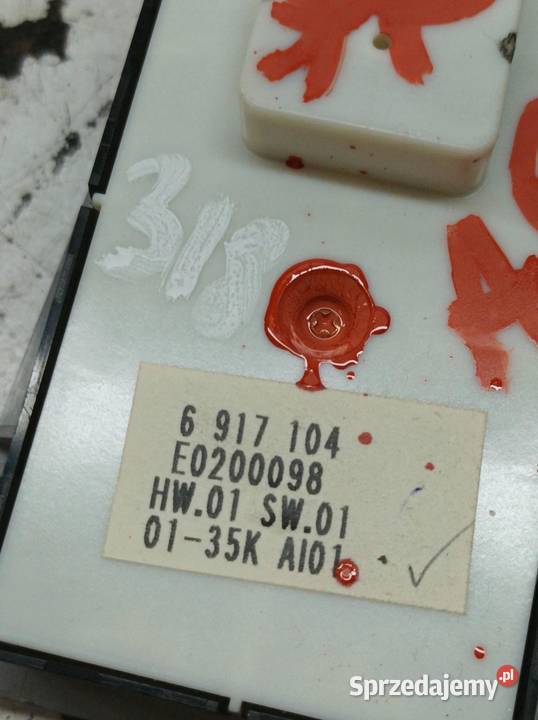 318
6 917 104
E0200098
HW.01 SW.01
01-35K AI01
Sprzedajemy.pl